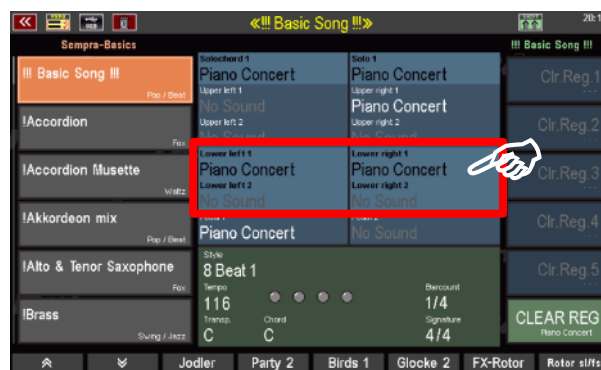 «!!! Basic Song !!!»
20:1
Sempra-Basics
!!! Basic Song !!!
!!! Basic Song !!!
Pop / Beat
!Accordion
Fox
!Accordion Musette
Waltz
!Akkordeon mix
Pop / Beat
!Alto & Tenor Saxophone
Fox
!Brass
Swing / Jazz
Solochord 1
Piano Concert
Solo 1
Piano Concert
Upper left 1
No Sound
Upper right 1
Piano Concert
Upper left 2
No Sound
Upper right 2
No Sound
Lower left 1
Piano Concert
Lower right 1
Piano Concert
Lower left 2
No Sound
Lower right 2
No Sound
Piano Concert
No Sound
Style
8 Beat 1
Tempo
116
Barcount
1/4
Transp.
C
Chord
C
Signature
4/4
Clr.Reg.1
Clr.Reg.2
Clr.Reg.3
Clr.Reg.4
Clr.Reg.5
CLEAR REG
Piano Concert
Jodler Party 2 Birds 1 Glocke 2 FX-Rotor Rotor sl/fs